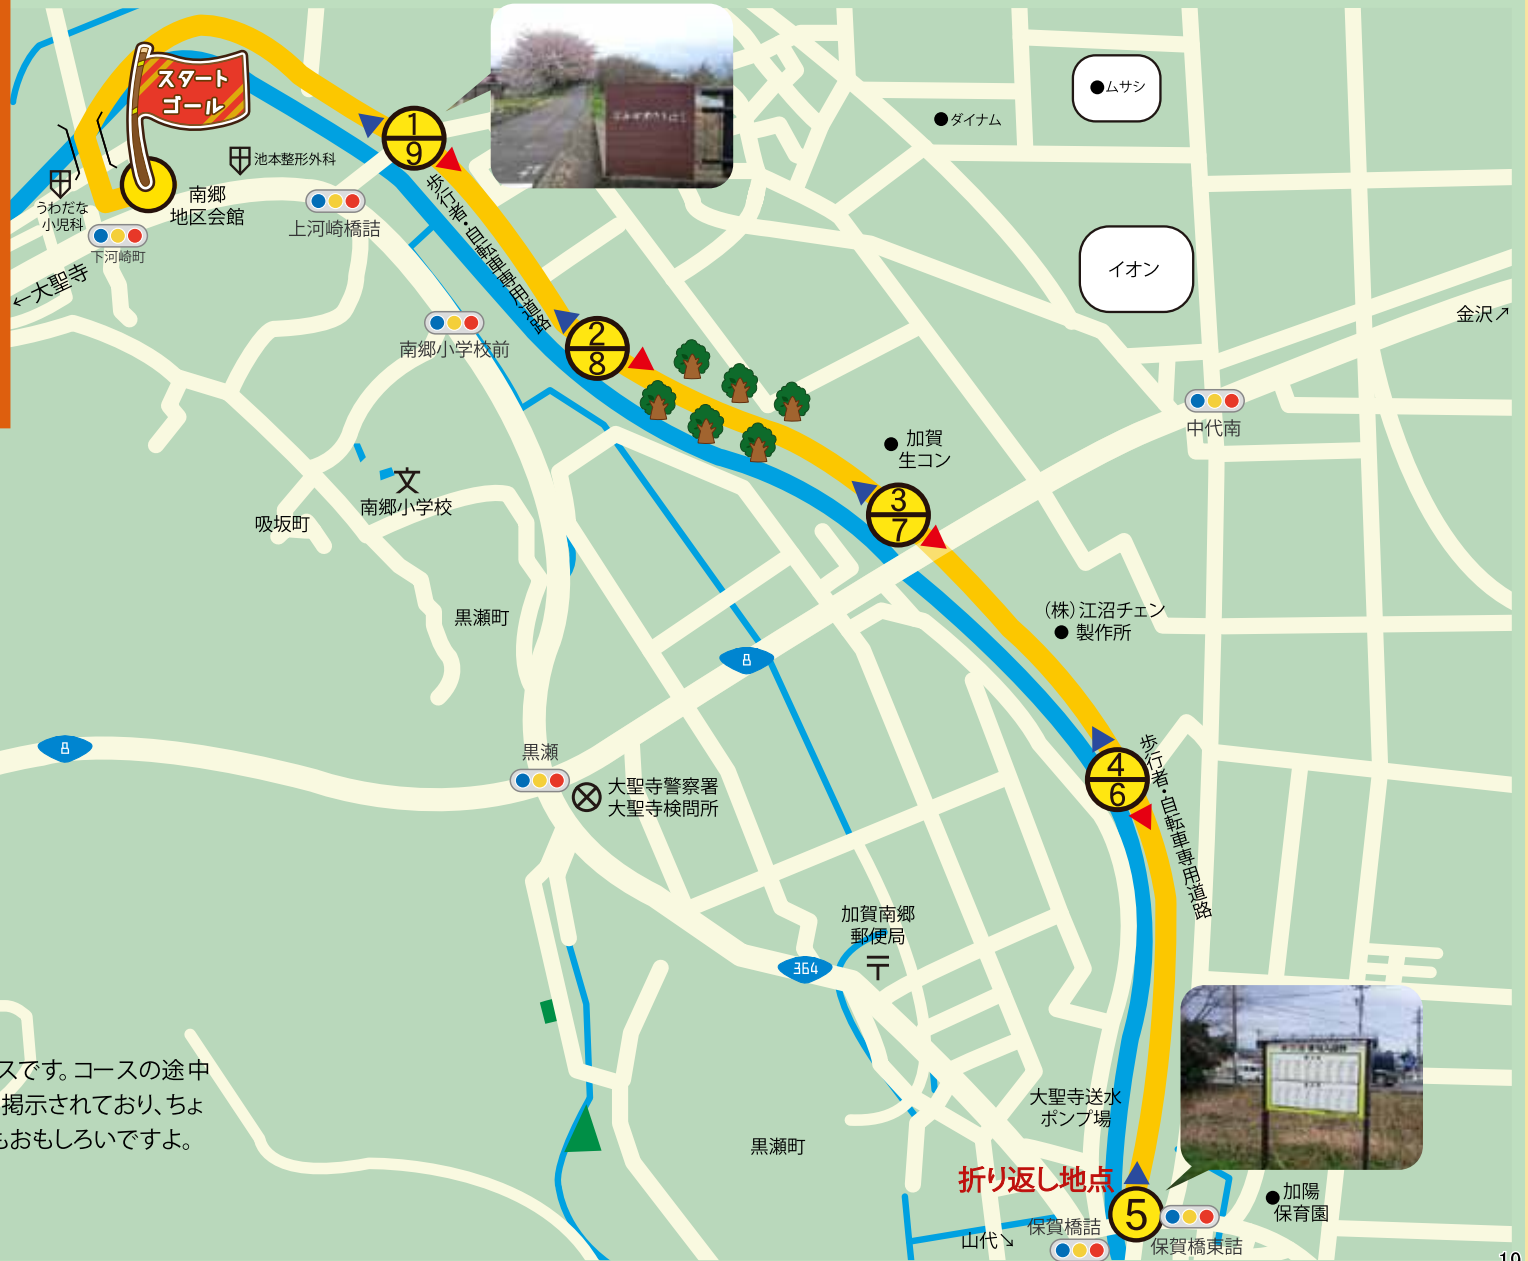 スタート
ゴール
池本整形外科
うわだな
小児科
南郷
地区会館
下河崎町
←大聖寺
上河崎橋詰
1
9
歩行者・自転車専用道路
ダイナム
ムサシ
イオン
金沢↗
南郷小学校前
2
8
中代南
加賀
生コン
文
南郷小学校
吸坂町
3
7
黒瀬町
(株)江沼チェン
製作所
8
8
黒瀬
大聖寺警察署
大聖寺検問所
4
6
歩行者・自転車専用道路
加賀南郷
郵便局
〒
364
スです。コースの途中
掲示されており、ちょ
もおもしろいですよ。
大聖寺送水
ポンプ場
黒瀬町
折り返し地点
5
加陽
保育園
保賀橋詰
山代↘
保賀橋東詰
19